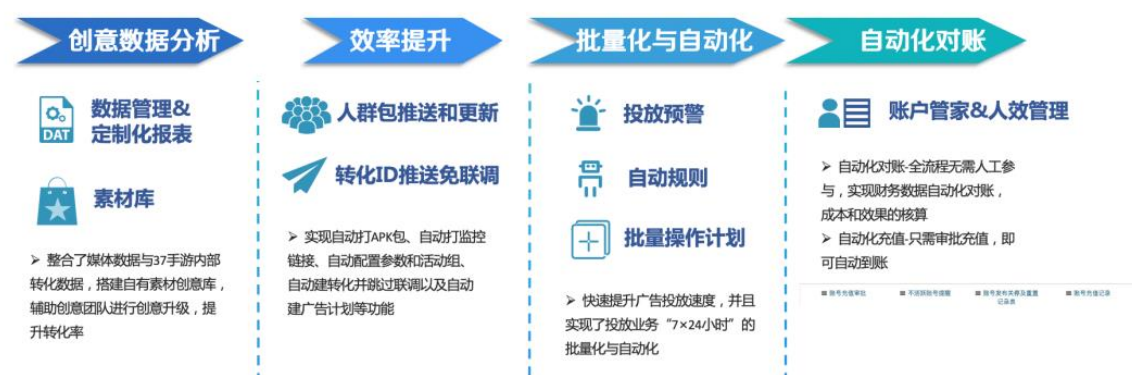 创意数据分析
效率提升
批量化与自动化
自动化对账
数据管理&
定制化报表
DAT
素材库
➢ 整合了媒体数据与37手游内部
转化数据，搭建自有素材创意库，
辅助创意团队进行创意升级，提
升转化率
人群包推送和更新
转化ID推送免联调
➢ 实现自动打APK包、自动打监控
链接、自动配置参数和活动组、
自动建转化并跳过联调以及自动
建广告计划等功能
投放预警
自动规则
批量操作计划
➢ 快速提升广告投放速度，并且
实现了投放业务“7×24小时”的
批量化与自动化
账户管家&人效管理
➢ 自动化对账-全流程无需人工参
与，实现财务数据自动化对账，
成本和效果的核算
➢ 自动化充值-只需审批充值，即
可自动到账
账号充值审批
账号充值记录